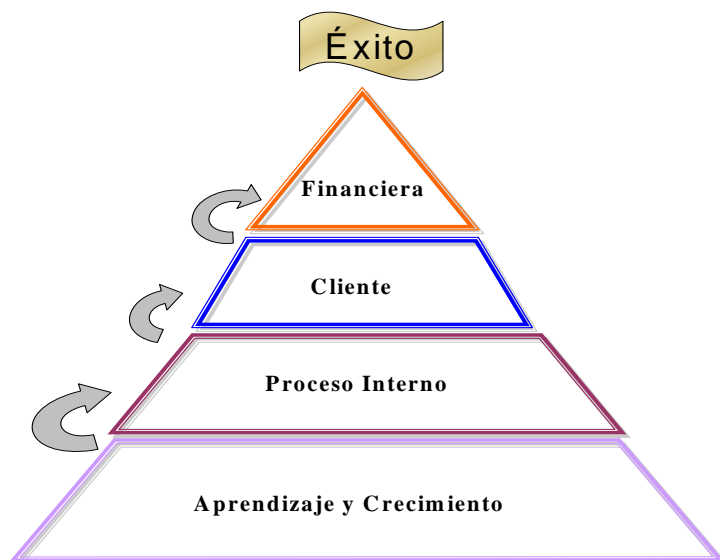 Éxito
Financiera
Cliente
Proceso Interno
Aprendizaje y Crecimiento